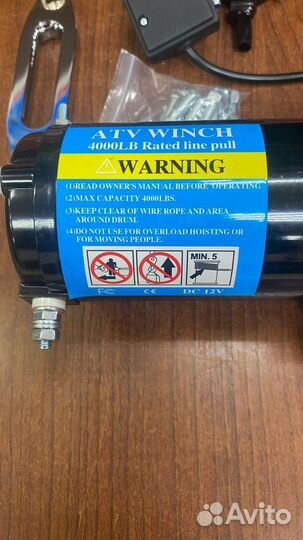 ATV WINCH
4000LB Rated line pull
WARNING
(1)READ OWNER'S MANUAL BEFORE OPERATING
(2)MAX CAPACITY 4000LBS.
(3)KEEP CLEAR OF WIRE ROPE AND AREA
AROUND DRUM.
(4)DO NOT USE FOR OVERLOAD HOISTING OR
FOR MOVING PEOPLE.
MIN. 5
FC CE DC 12V
Avito